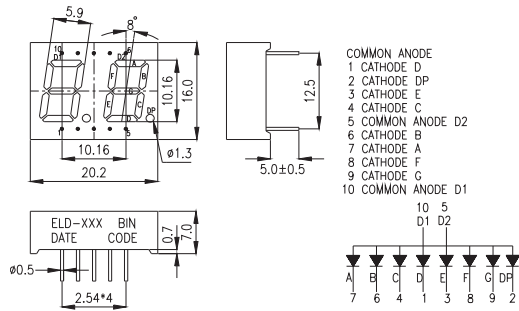 5.9
8°
10
D1
D2
6
A
F
B
G
E
C
D
DP
1
5
10.16
16.0
10.16
ø1.3
20.2
12.5
5.0±0.5
COMMON ANODE
1 CATHODE D
2 CATHODE DP
3 CATHODE E
4 CATHODE C
5 COMMON ANODE D2
6 CATHODE B
7 CATHODE A
8 CATHODE F
9 CATHODE G
10 COMMON ANODE D1
ELD-XXX BIN
DATE CODE
0.7
7.0
ø0.5
2.54*4
10 5
D1 D2
A B C D E F G DP
7 6 4 1 3 8 9 2